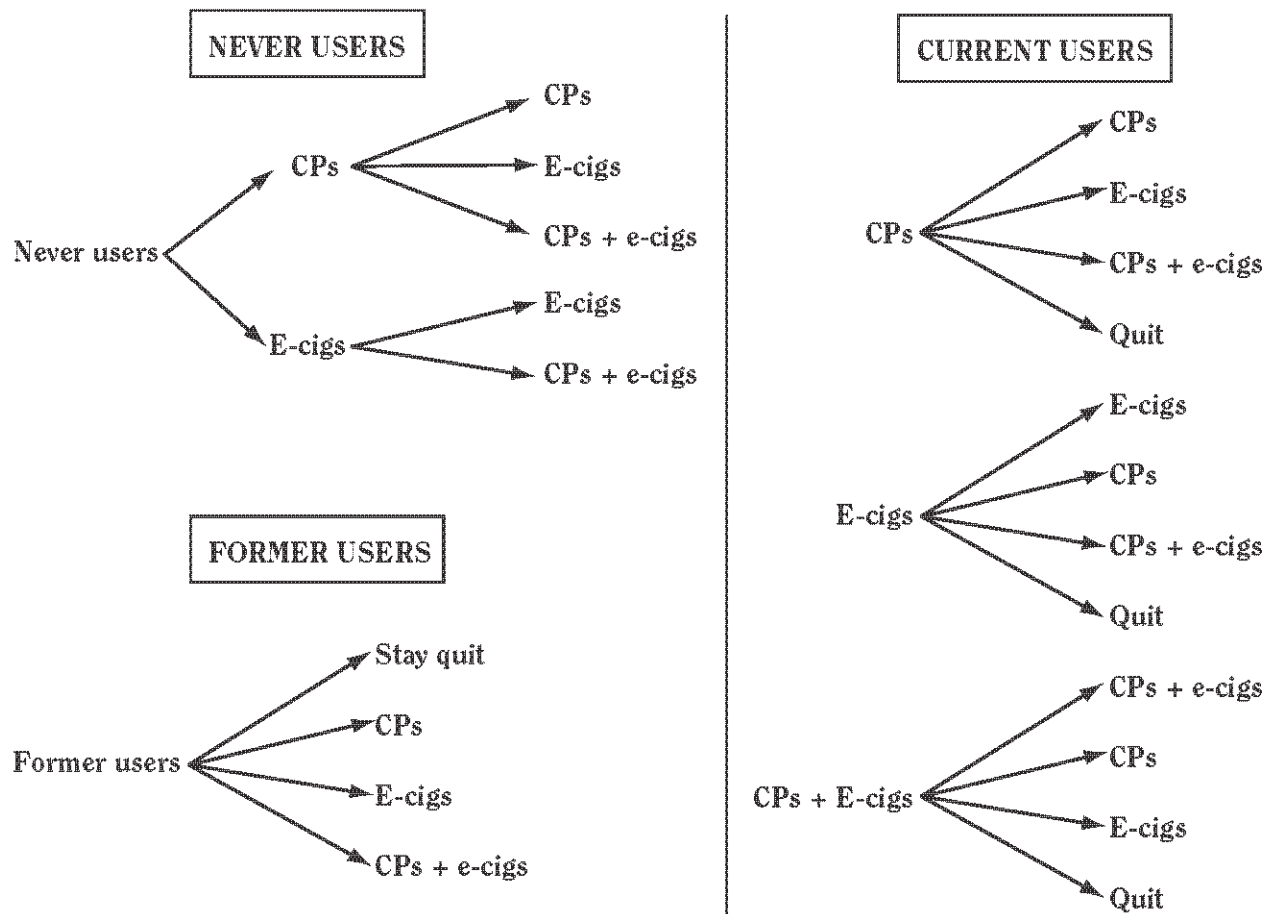 NEVER USERS
Never users
CPs
CPs
E-cigs
CPs + e-cigs
E-cigs
E-cigs
CPs + e-cigs
FORMER USERS
Former users
Stay quit
CPs
E-cigs
CPs + e-cigs
CURRENT USERS
CPs
CPs
E-cigs
CPs + e-cigs
Quit
E-cigs
E-cigs
CPs
CPs + e-cigs
Quit
CPs + E-cigs
CPs + e-cigs
CPs
E-cigs
Quit